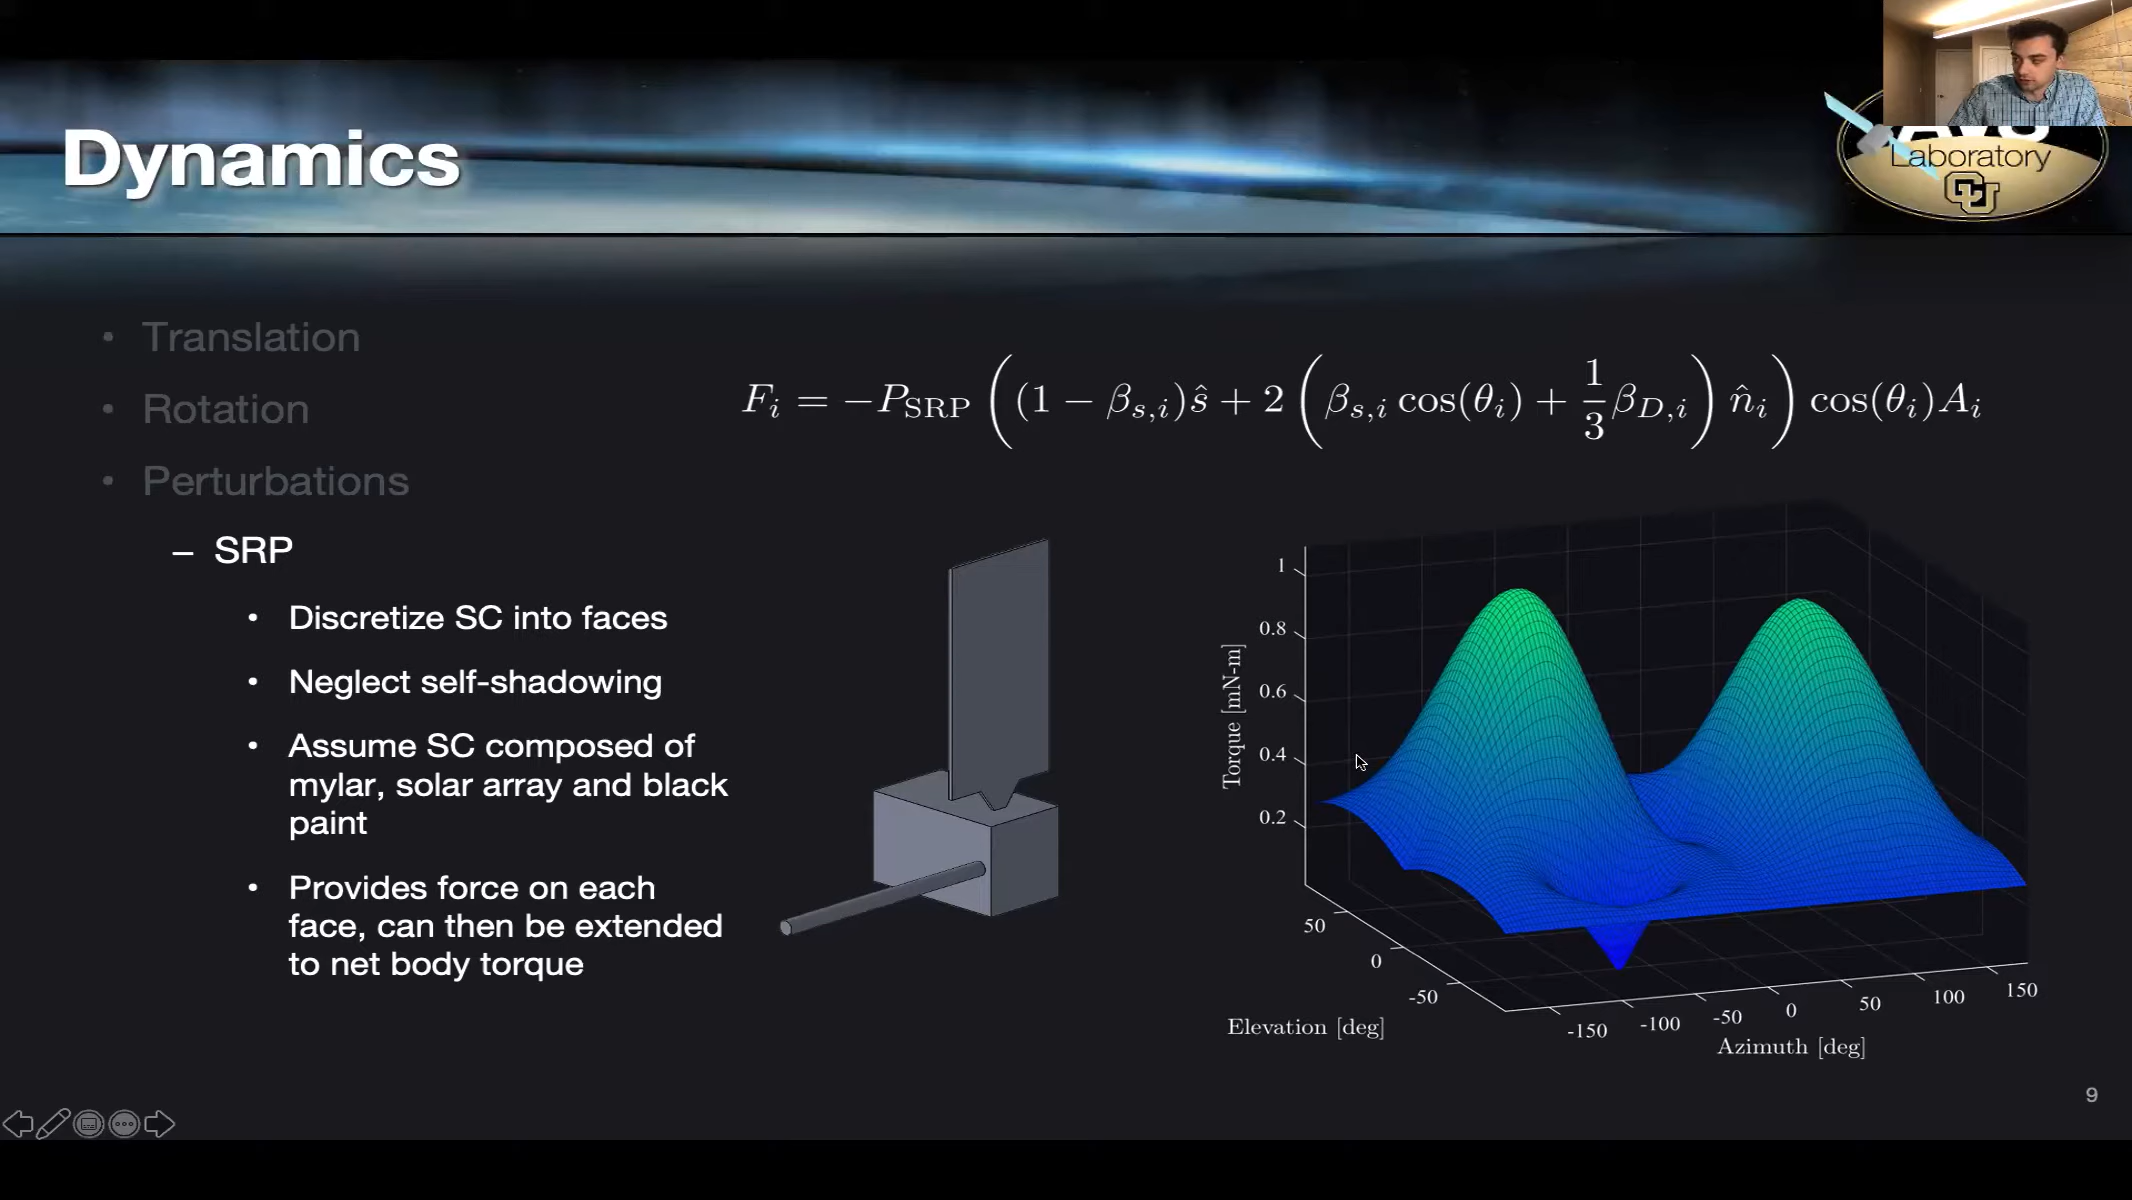 Dynamics
Laboratory
CU
• Translation
• Rotation
• Perturbations
– SRP
• Discretize SC into faces
• Neglect self-shadowing
• Assume SC composed of
mylar, solar array and black
paint
• Provides force on each
face, can then be extended
to net body torque
F_i = −P_SRP ((1 − β_{s,i})ŝ + 2 (β_{s,i} cos(θ_i) + 1/3 β_{D,i}) n̂_i) cos(θ_i)A_i
1
0.8
0.6
0.4
0.2
Torque [mN-m]
50
0
-50
Elevation [deg]
-150
-100
-50
0
50
100
150
Azimuth [deg]
9